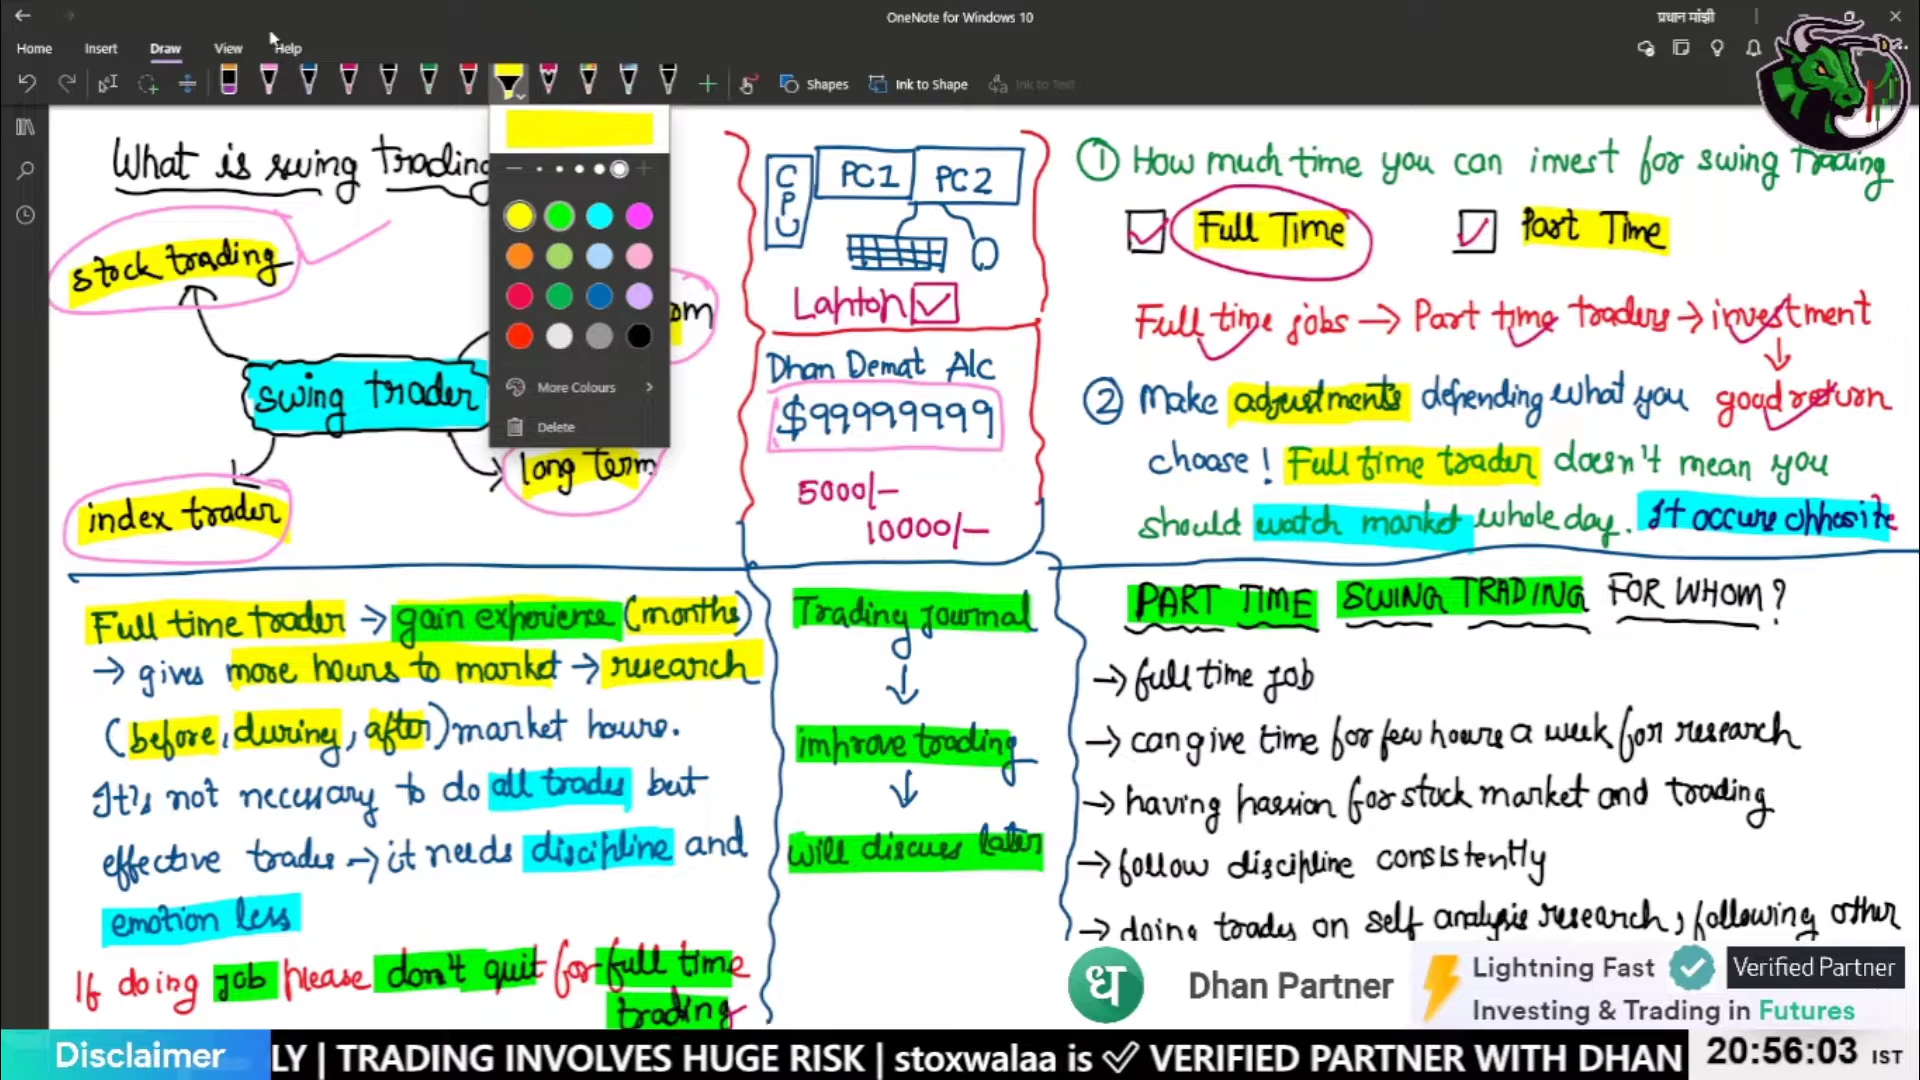 OneNote for Windows 10
प्रधान मांझी
Home Insert Draw View Help
Shapes Ink to Shape Ink to Text
What is swing trading
stock trading
swing trader
index trader
long term
More Colours
Delete
CPU PC1 PC2
Laptop
Dhan Demat A/c
$99999999
5000/-
10000/-
① How much time you can invest for swing trading
Full Time Part Time
Full time jobs → Part time traders → investment
↓
② Make adjustments depending what you good return
choose! Full time trader doesn't mean you
should watch market whole day. It occurs opposite
Full time trader → gain experience (months)
→ gives more hours to market → research
(before, during, after) market hours.
It's not necessary to do all trades but
effective trades → it needs discipline and
emotion less
If doing job please don't quit for full time
trading
Trading journal
↓
improve trading
↓
will discuss later
PART TIME SWING TRADING FOR WHOM?
→ full time job
→ can give time for few hours a week for research
→ having passion for stock market and trading
→ follow discipline consistently
→ doing trades on self analysis research, following other
ध Dhan Partner
Lightning Fast Verified Partner
Investing & Trading in Futures
Disclaimer LY | TRADING INVOLVES HUGE RISK | stoxwalaa is ✓ VERIFIED PARTNER WITH DHAN 20:56:03 IST